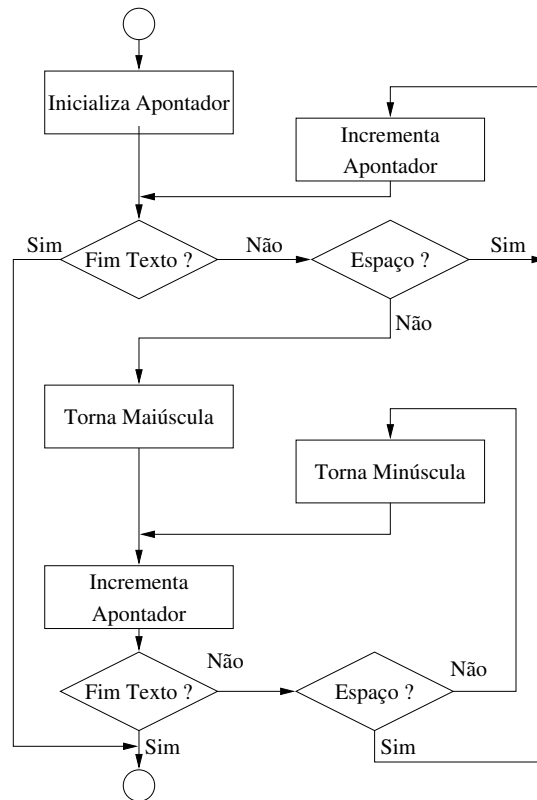 Inicializa Apontador
Incrementa
Apontador
Sim
Fim Texto ?
Não
Espaço ?
Sim
Não
Torna Maiúscula
Torna Minúscula
Incrementa
Apontador
Fim Texto ?
Não
Espaço ?
Não
Sim
Sim